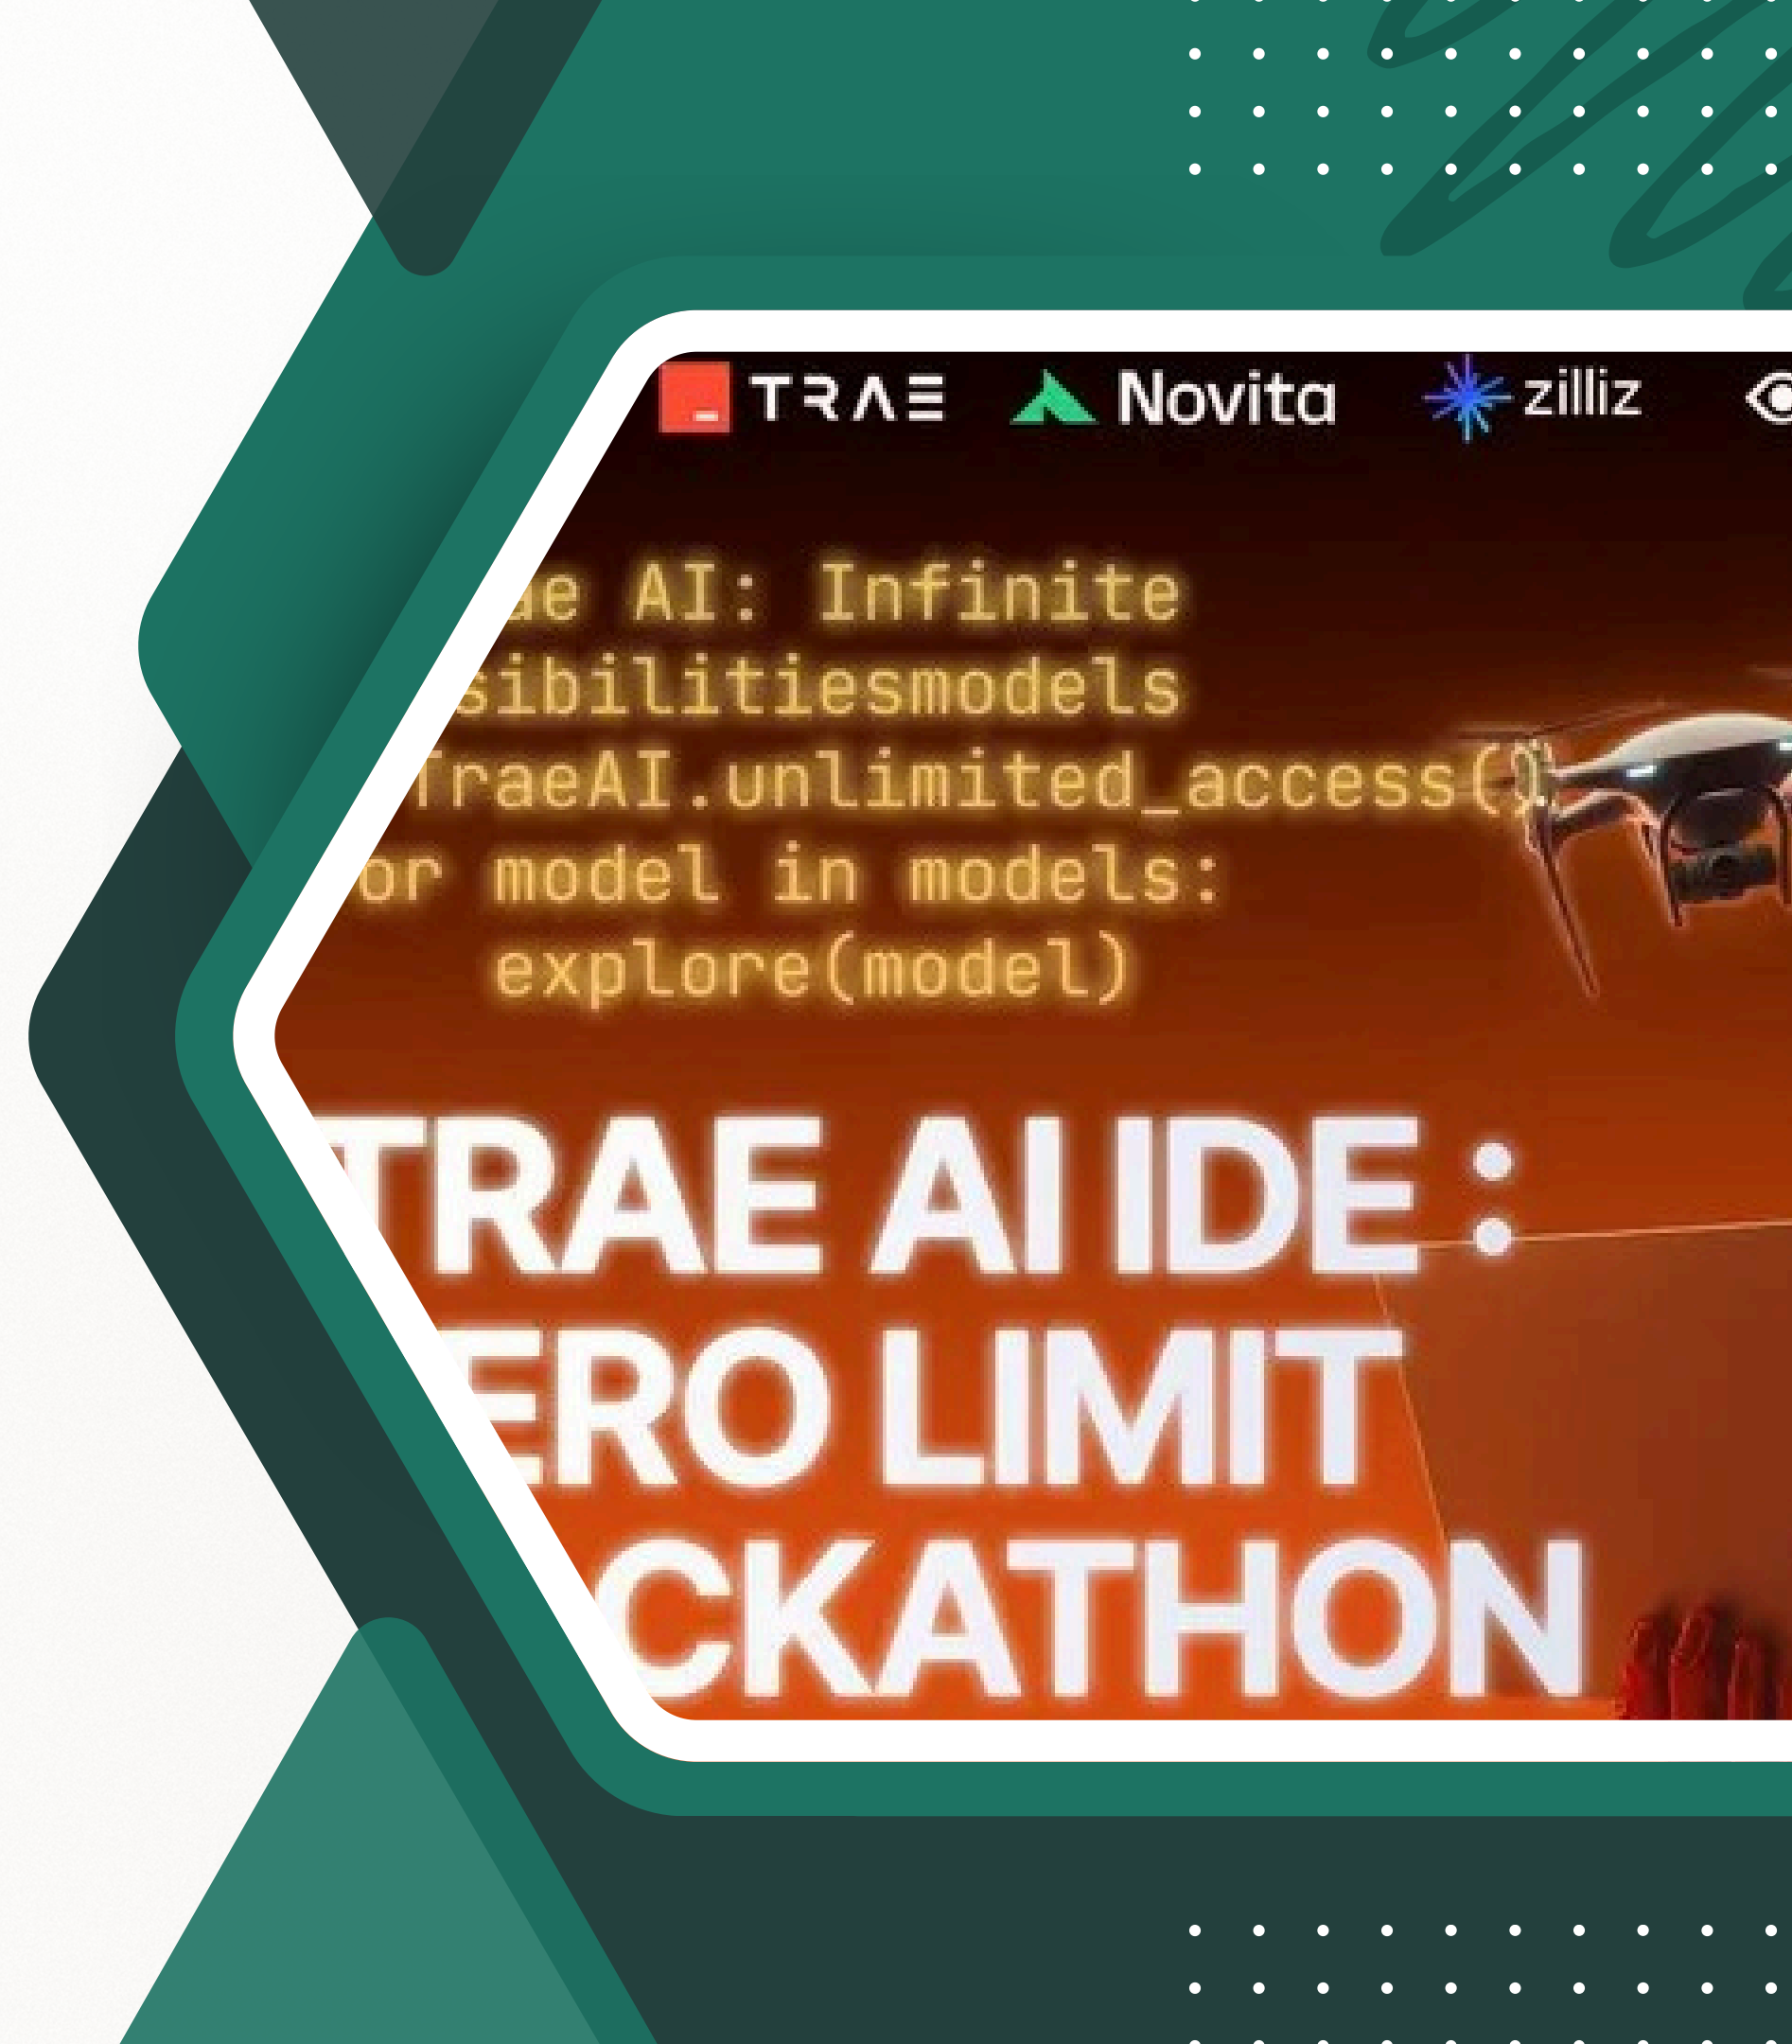 TRAE Novita zilliz
ae AI: Infinite
sibilitiesmodels
TraeAI.unlimited_access()
or model in models:
explore(model)
TRAE AI IDE :
ERO LIMIT
CKATHON